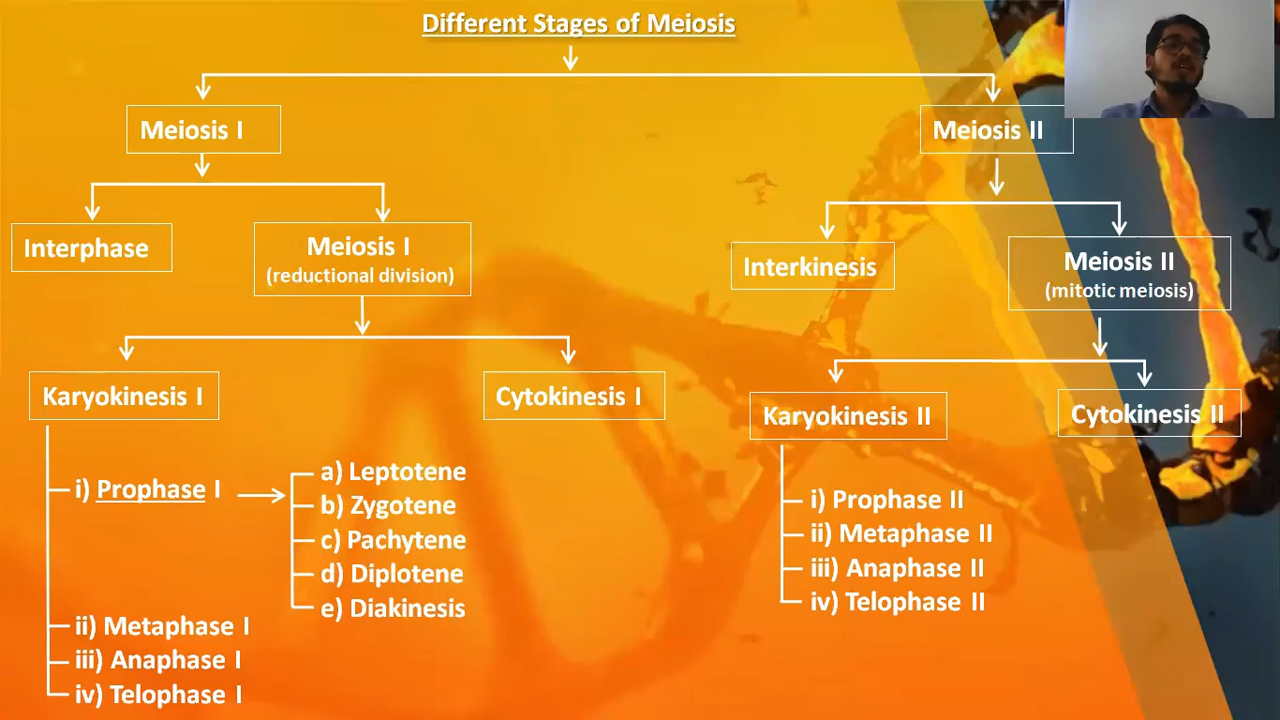 Different Stages of Meiosis
Meiosis I
Meiosis II
Interphase
Meiosis I
(reductional division)
Interkinesis
Meiosis II
(mitotic meiosis)
Karyokinesis I
Cytokinesis I
Karyokinesis II
Cytokinesis II
i) Prophase I
a) Leptotene
b) Zygotene
c) Pachytene
d) Diplotene
e) Diakinesis
ii) Metaphase I
iii) Anaphase I
iv) Telophase I
i) Prophase II
ii) Metaphase II
iii) Anaphase II
iv) Telophase II